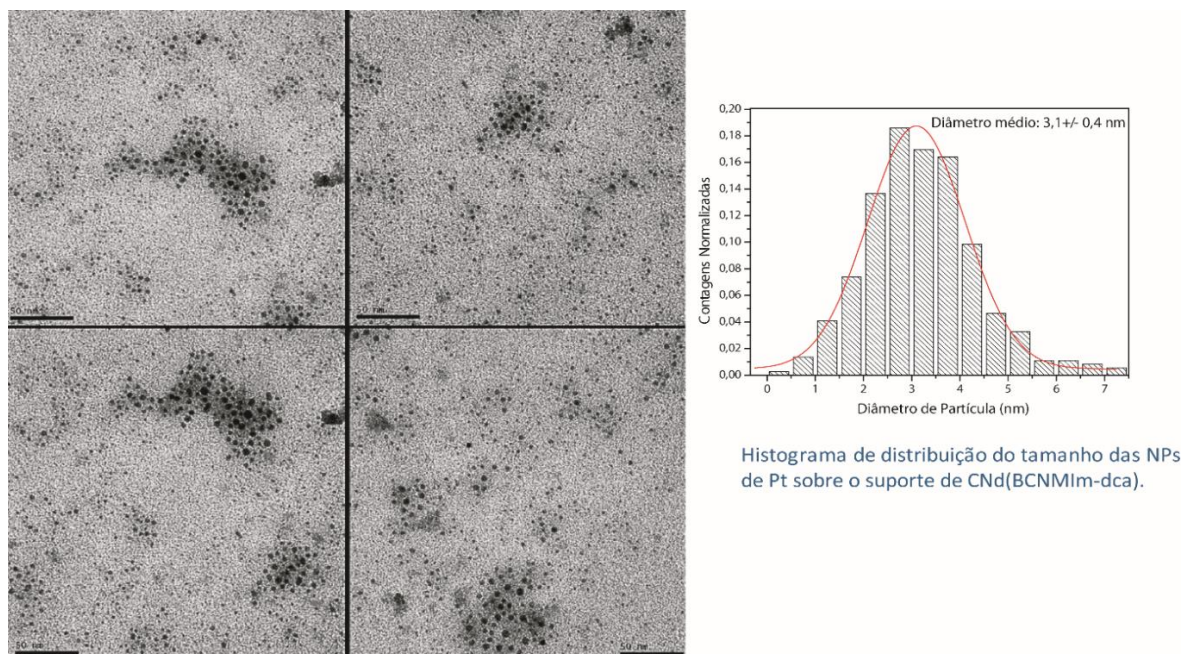 50 nm
nm
50 nm
50 nm
Diâmetro médio: 3,1+/- 0,4 nm
Contagens Normalizadas
0,20
0,18
0,16
0,14
0,12
0,10
0,08
0,06
0,04
0,02
0,00
0 1 2 3 4 5 6 7
Diâmetro de Partícula (nm)
Histograma de distribuição do tamanho das NPs
de Pt sobre o suporte de CNd(BCNMIm-dca).